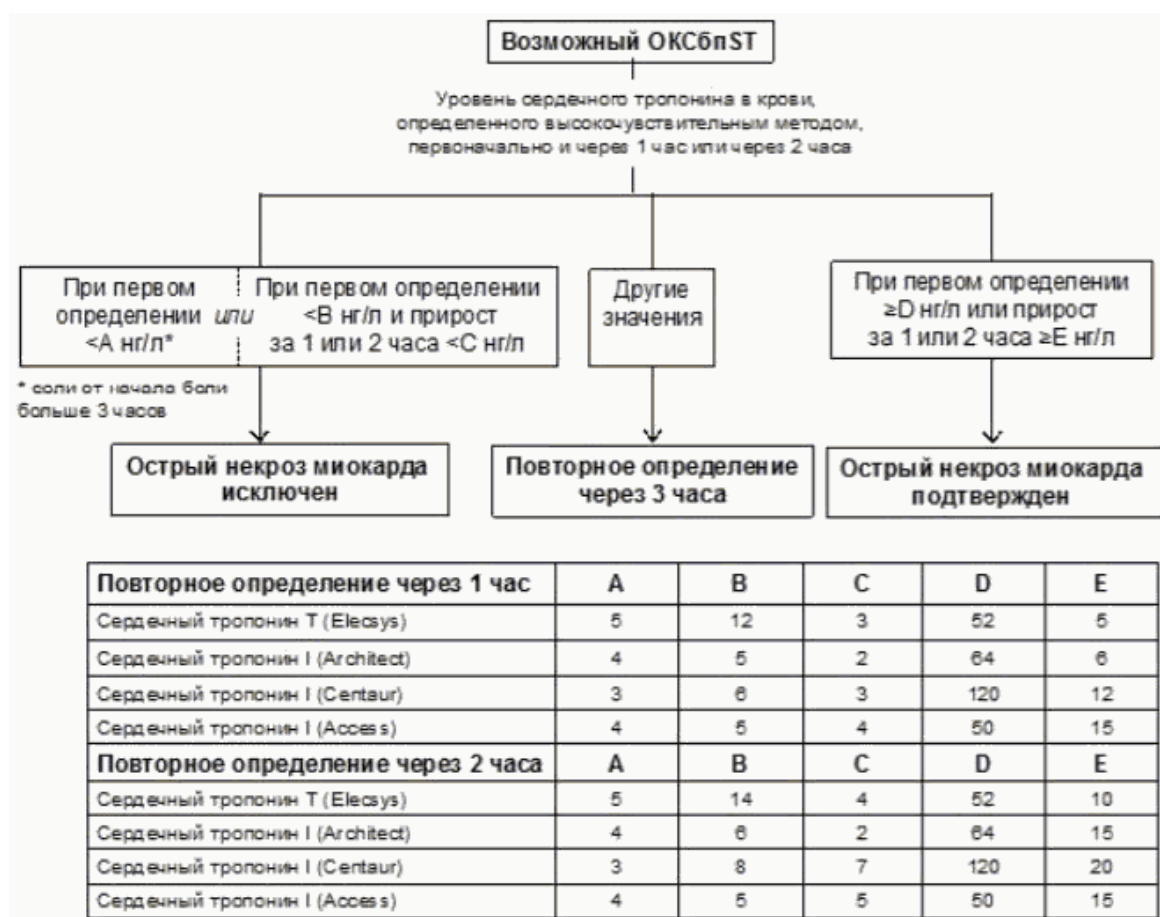 Возможный ОКСбпST
Уровень сердечного тропонина в крови,
определенного высокочувствительным методом,
первоначально и через 1 час или через 2 часа
При первом
определении или
<A нг/л*
При первом определении
<B нг/л и прирост
за 1 или 2 часа <C нг/л
Другие
значения
При первом определении
≥D нг/л или прирост
за 1 или 2 часа ≥E нг/л
* если от начала боли
больше 3 часов
Острый некроз миокарда
исключен
Повторное определение
через 3 часа
Острый некроз миокарда
подтвержден
Повторное определение через 1 час A B C D E
Сердечный тропонин T (Elecsys) 5 12 3 52 5
Сердечный тропонин I (Architect) 4 5 2 64 6
Сердечный тропонин I (Centaur) 3 6 3 120 12
Сердечный тропонин I (Access) 4 5 4 50 15
Повторное определение через 2 часа A B C D E
Сердечный тропонин T (Elecsys) 5 14 4 52 10
Сердечный тропонин I (Architect) 4 6 2 64 15
Сердечный тропонин I (Centaur) 3 8 7 120 20
Сердечный тропонин I (Access) 4 5 5 50 15